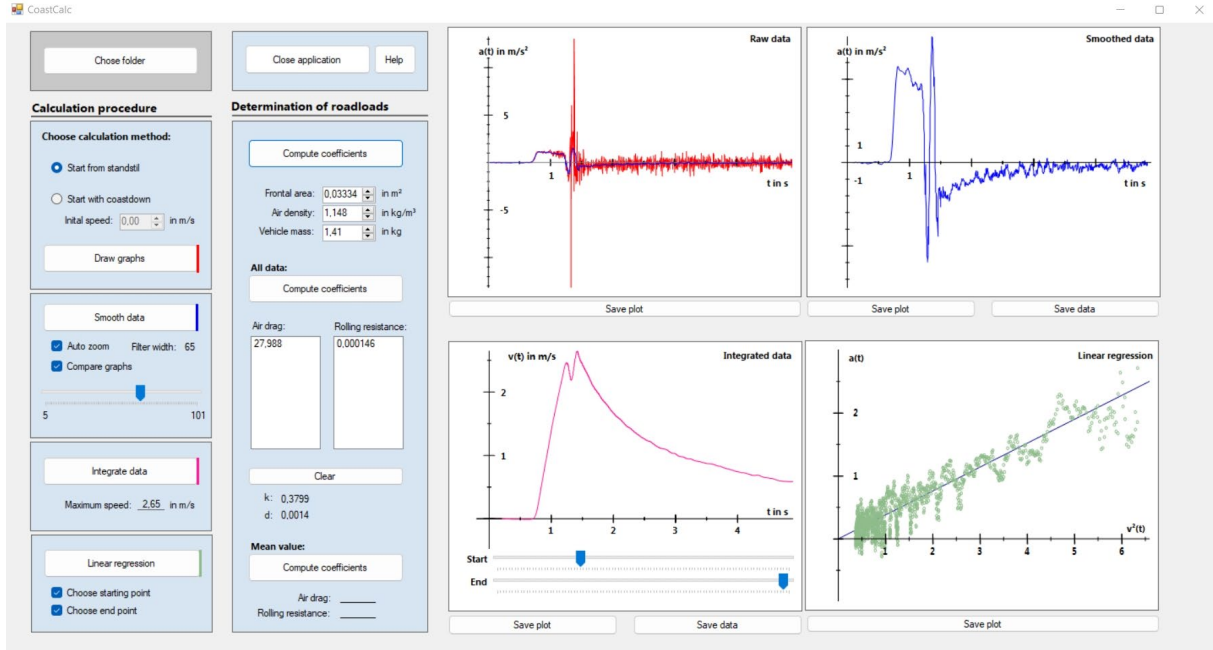 CoastCalc
Chose folder
Calculation procedure
Choose calculation method:
Start from standstil
Start with coastdown
Inital speed: 0,00 in m/s
Draw graphs
Smooth data
Auto zoom Filter width: 65
Compare graphs
5 101
Integrate data
Maximum speed: 2,65 in m/s
Linear regression
Choose starting point
Choose end point
Close application Help
Determination of roadloads
Compute coefficients
Frontal area: 0,03334 in m²
Air density: 1,148 in kg/m³
Vehicle mass: 1,41 in kg
All data:
Compute coefficients
Air drag: Rolling resistance:
27,988 0,000146
Clear
k: 0,3799
d: 0,0014
Mean value:
Compute coefficients
Air drag:
Rolling resistance:
Raw data
a(t) in m/s²
5
1
t in s
-5
Save plot
Smoothed data
a(t) in m/s²
1
1
-1
t in s
Save plot Save data
v(t) in m/s Integrated data
2
1
t in s
1 2 3 4
Start
End
Save plot Save data
a(t) Linear regression
2
1
v²(t)
1 2 3 4 5 6
Save plot